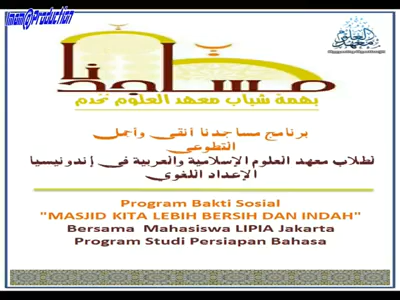 Imam@Production
معهد العلوم
مساجدنا
بهمة شباب معهد العلوم نخدم
برنامج مساجدنا أنقى وأجمل
التطوعي
لطلاب معهد العلوم الإسلامية والعربية في إندونيسيا
الإعداد اللغوي
Program Bakti Sosial
"MASJID KITA LEBIH BERSIH DAN INDAH"
Bersama Mahasiswa LIPIA Jakarta
Program Studi Persiapan Bahasa